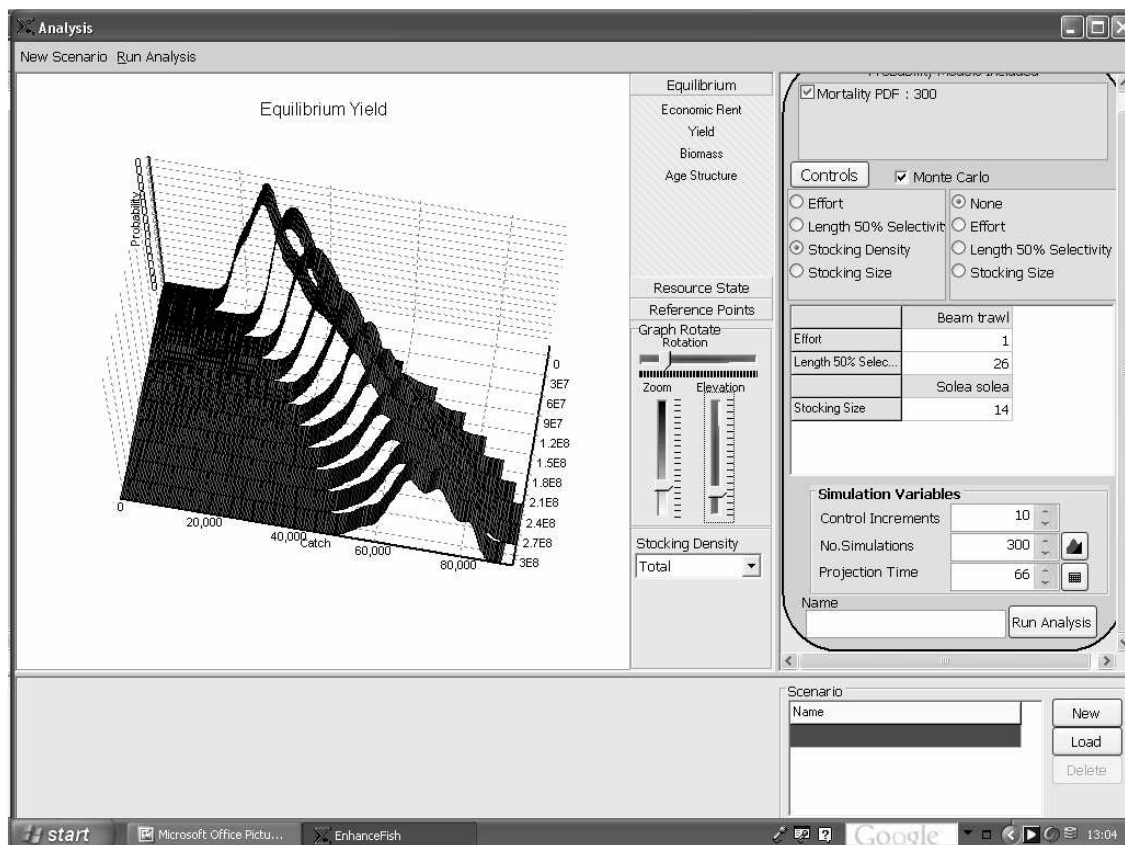 Analysis
New Scenario Run Analysis
Equilibrium Yield
Probability
0
3E7
6E7
9E7
1.2E8
1.5E8
1.8E8
2.1E8
2.4E8
2.7E8
3E8
0
20,000
40,000
Catch
60,000
80,000
Equilibrium
Economic Rent
Yield
Biomass
Age Structure
Resource State
Reference Points
Graph Rotate
Rotation
Zoom Elevation
Stocking Density
Total
Probability Models Included
Mortality PDF : 300
Controls Monte Carlo
Effort
Length 50% Selectivit
Stocking Density
Stocking Size
None
Effort
Length 50% Selectivity
Stocking Size
Beam trawl
Effort 1
Length 50% Selec... 26
Solea solea
Stocking Size 14
Simulation Variables
Control Increments 10
No.Simulations 300
Projection Time 66
Name
Run Analysis
Scenario
Name
New
Load
Delete
start
Microsoft Office Pictu...
EnhanceFish
Google
13:04